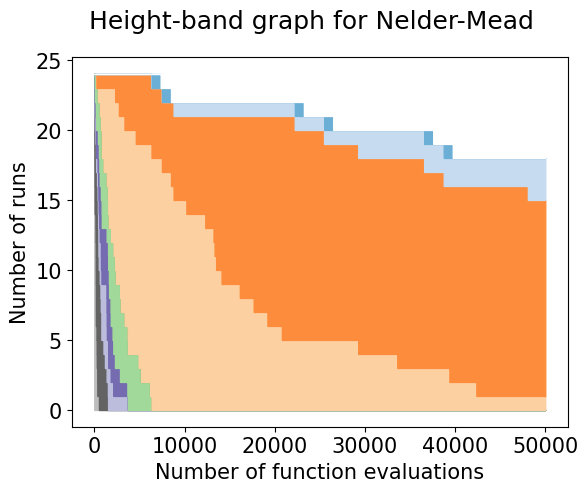 Height-band graph for Nelder-Mead
25
20
15
10
5
0
Number of runs
0 10000 20000 30000 40000 50000
Number of function evaluations